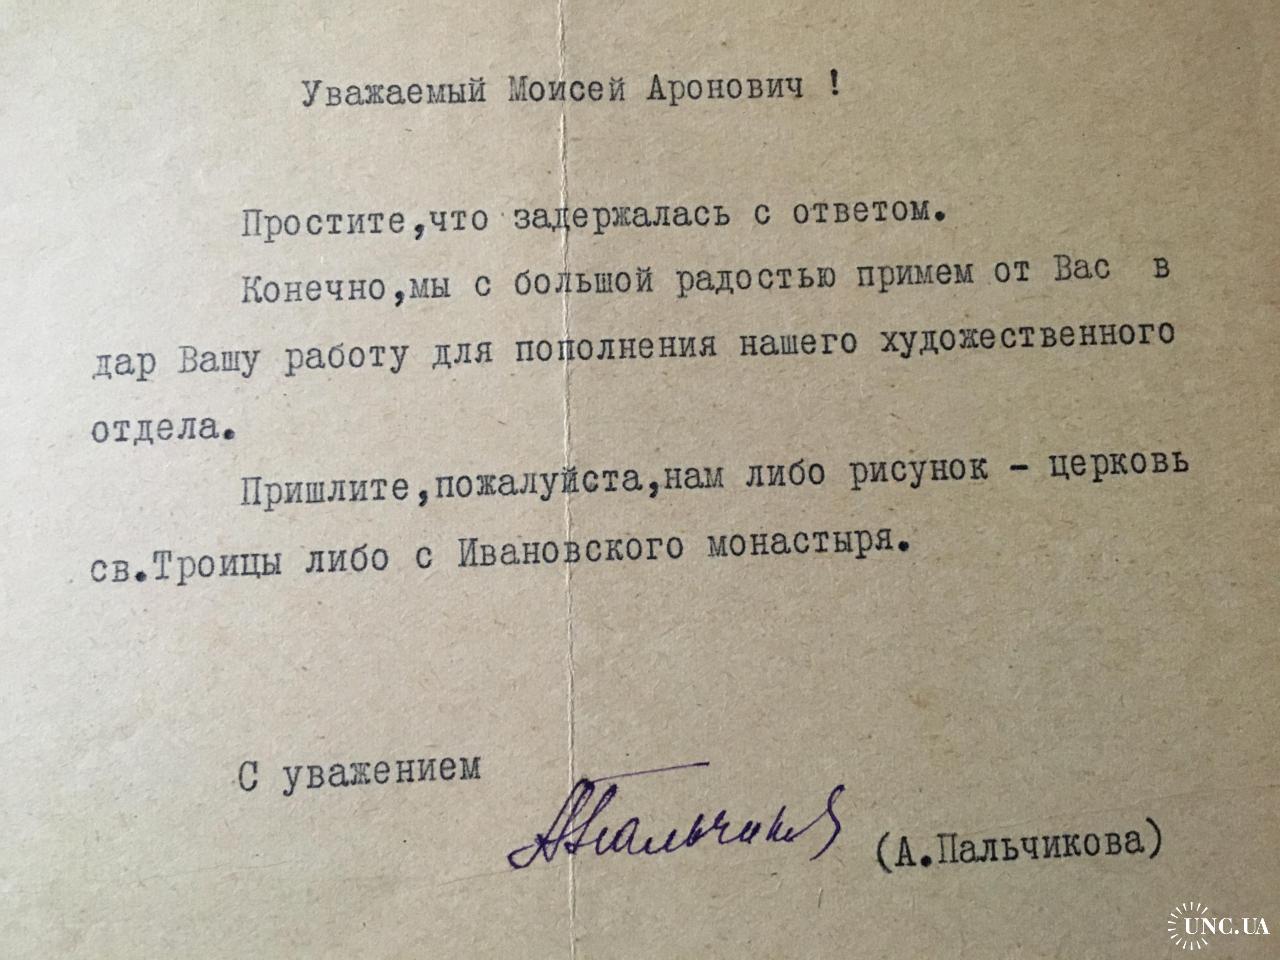 Уважаемый Моисей Аронович !
Простите,что задержалась с ответом.
Конечно,мы с большой радостью примем от Вас в
дар Вашу работу для пополнения нашего художественного
отдела.
Пришлите,пожалуйста,нам либо рисунок – церковь
св.Троицы либо с Ивановского монастыря.
С уважением
АПальчикова
(А.Пальчикова)
UNC.UA